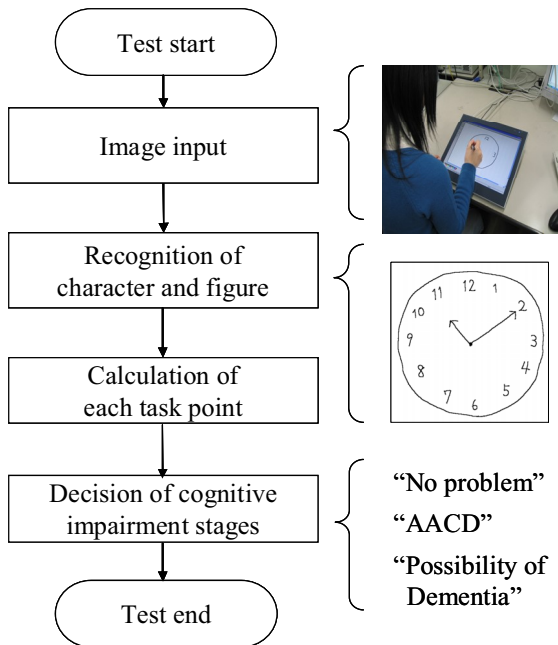 Test start
Image input
Recognition of
character and figure
Calculation of
each task point
Decision of cognitive
impairment stages
Test end
12
11
1
10
2
9
3
8
4
7
5
6
“No problem”
“AACD”
“Possibility of
Dementia”